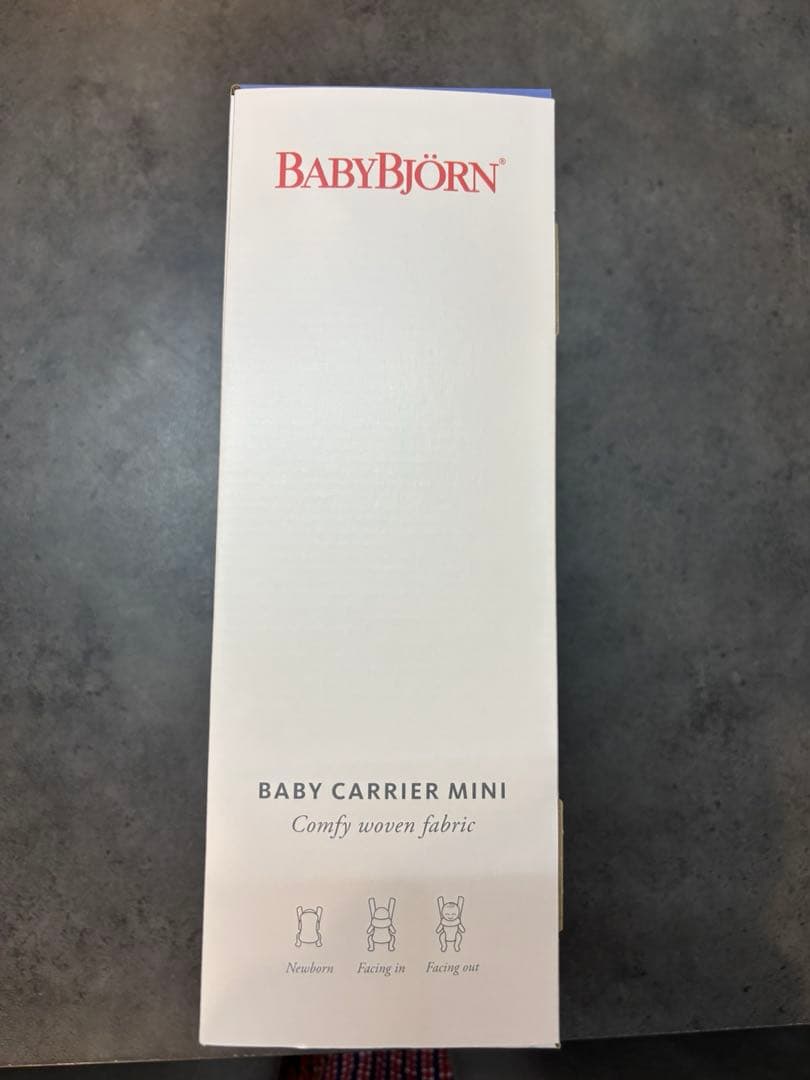 BABYBJÖRN®
BABY CARRIER MINI
Comfy woven fabric
Newborn Facing in Facing out